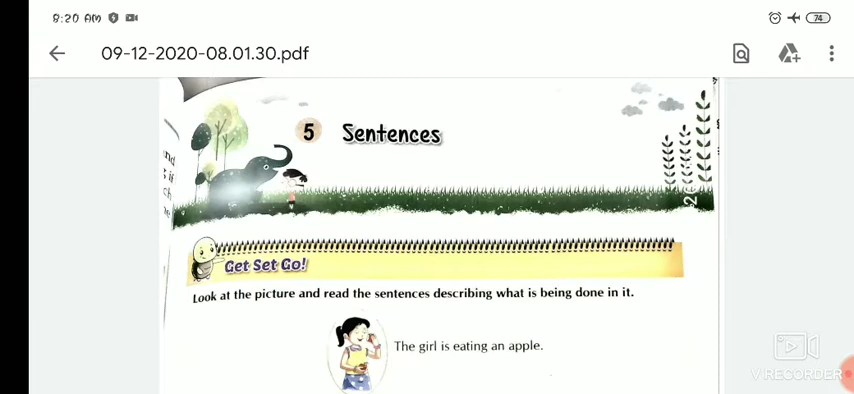 8:20 AM
74
09-12-2020-08.01.30.pdf
5 Sentences
Get Set Go!
Look at the picture and read the sentences describing what is being done in it.
The girl is eating an apple.
V RECORDER